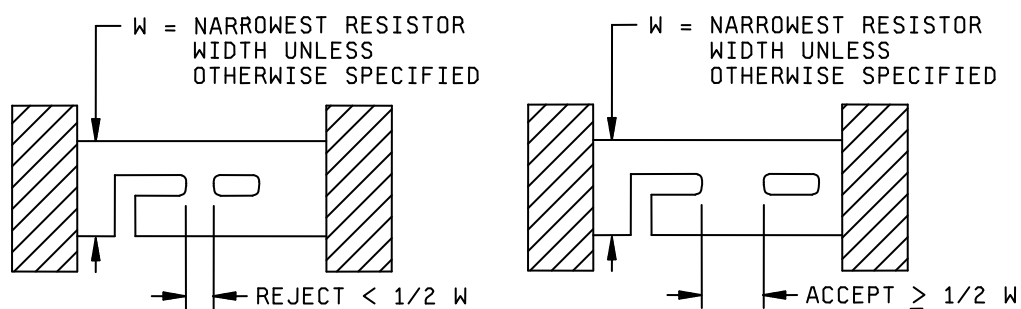 W = NARROWEST RESISTOR
WIDTH UNLESS
OTHERWISE SPECIFIED
REJECT < 1/2 W
W = NARROWEST RESISTOR
WIDTH UNLESS
OTHERWISE SPECIFIED
ACCEPT ≥ 1/2 W